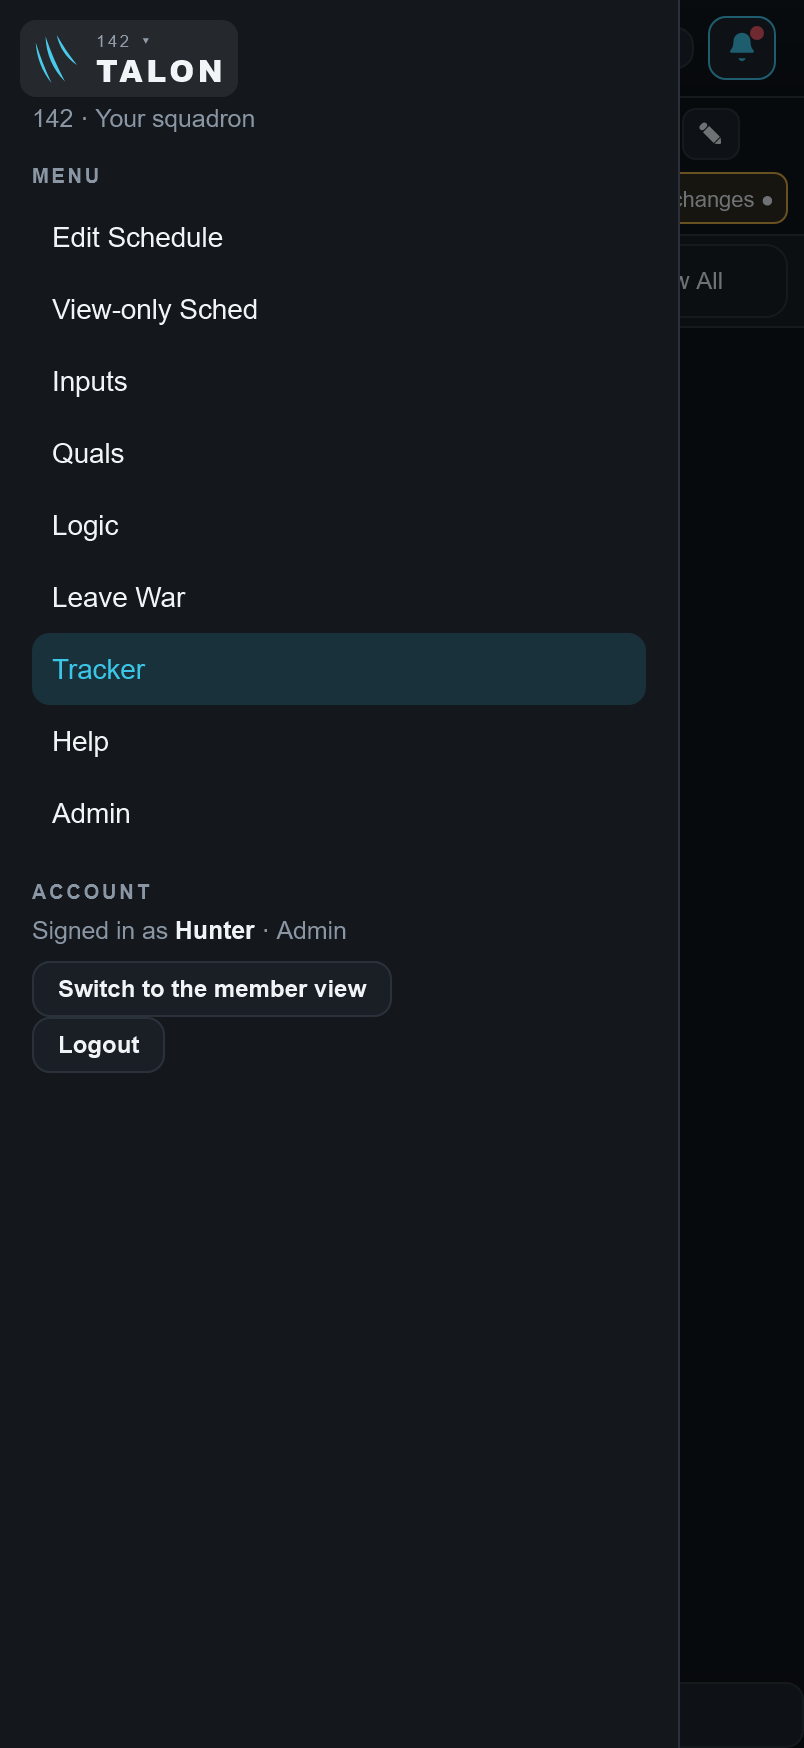 142 ▾
TALON
142 · Your squadron
MENU
Edit Schedule
View-only Sched
Inputs
Quals
Logic
Leave War
Tracker
Help
Admin
ACCOUNT
Signed in as Hunter · Admin
Switch to the member view
Logout
changes ●
All